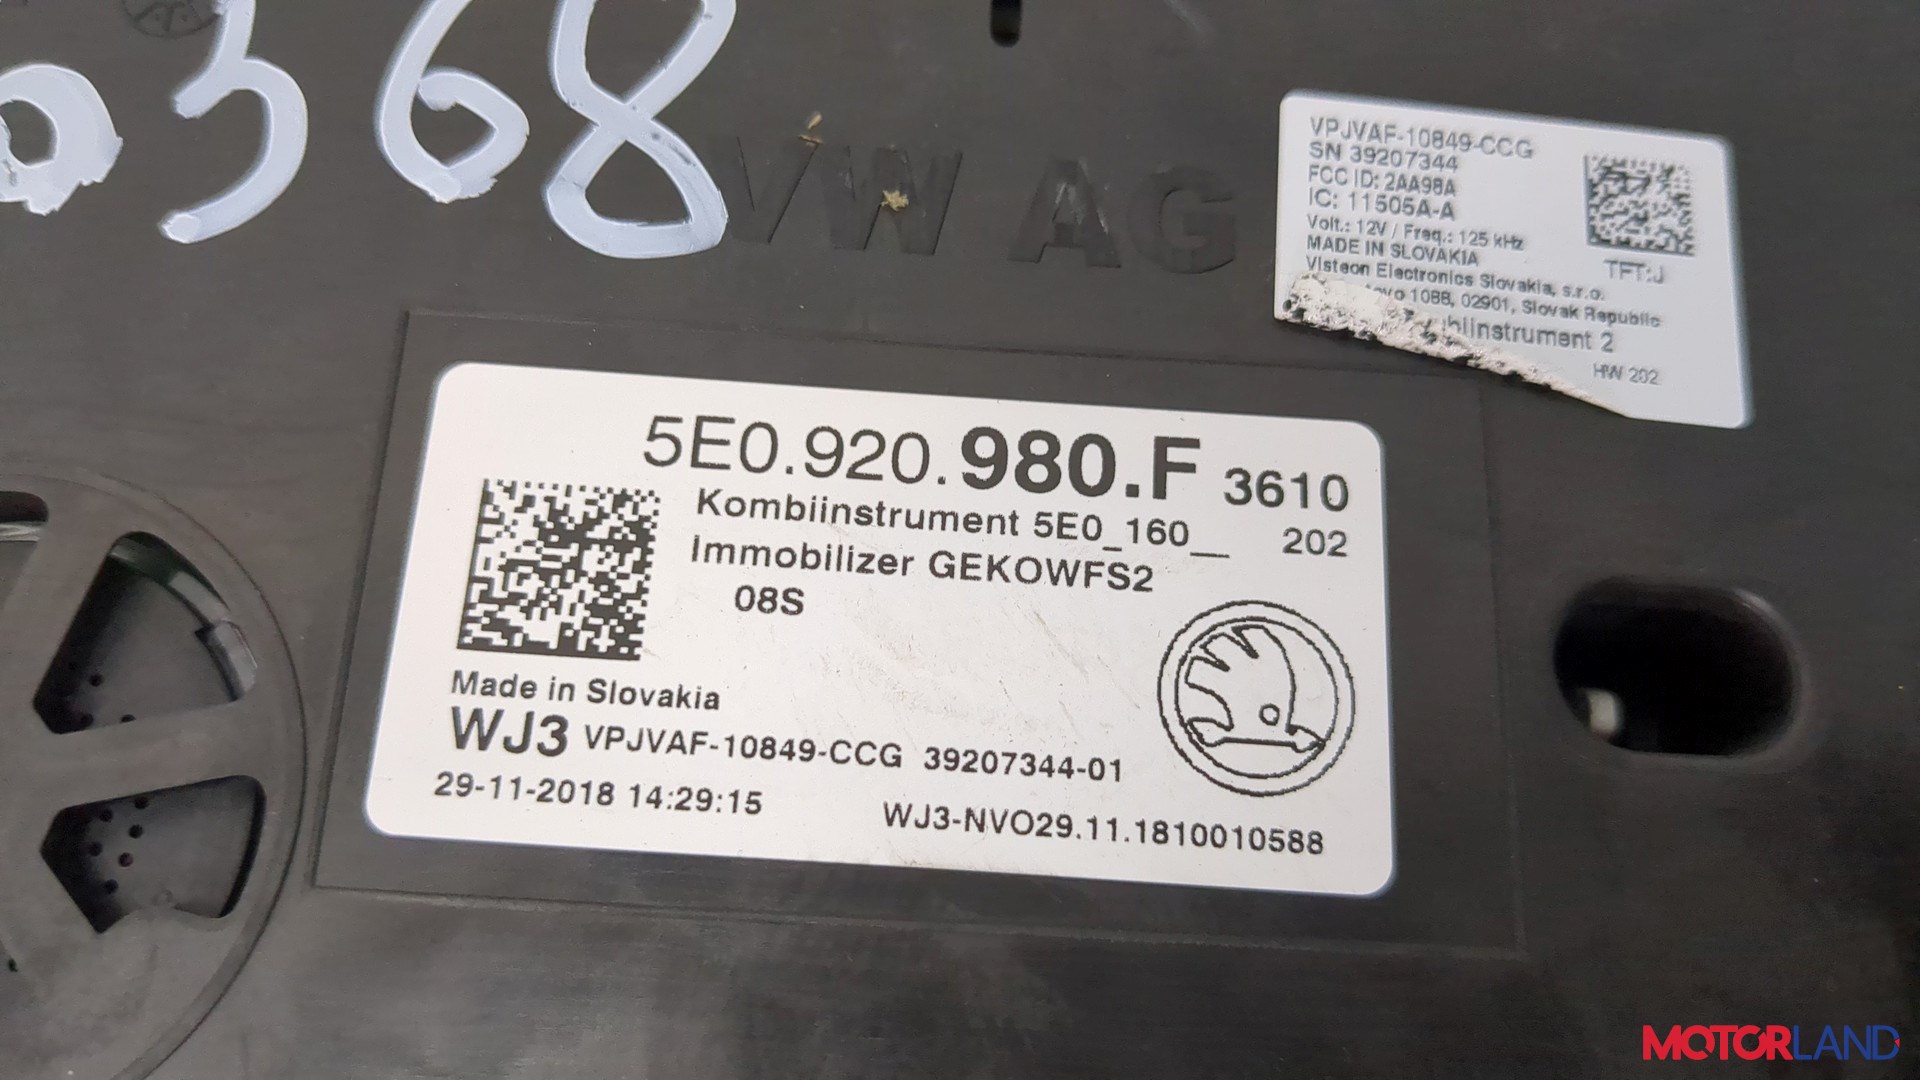 368
VW AG
VPJVAF-10849-CCG
SN 39207344
FCC ID: 2AA98A
IC: 11505A-A
Volt.: 12V / Freq.: 125 kHz
MADE IN SLOVAKIA
TFT:J
Visteon Electronics Slovakia, s.r.o.
1088, 02901, Slovak Republic
HW 202
5E0.920.980.F 3610
Kombiinstrument 5E0_160__ 202
Immobilizer GEKOWFS2
08S
Made in Slovakia
WJ3 VPJVAF-10849-CCG 39207344-01
29-11-2018 14:29:15
WJ3-NVO29.11.1810010588
MOTORLAND